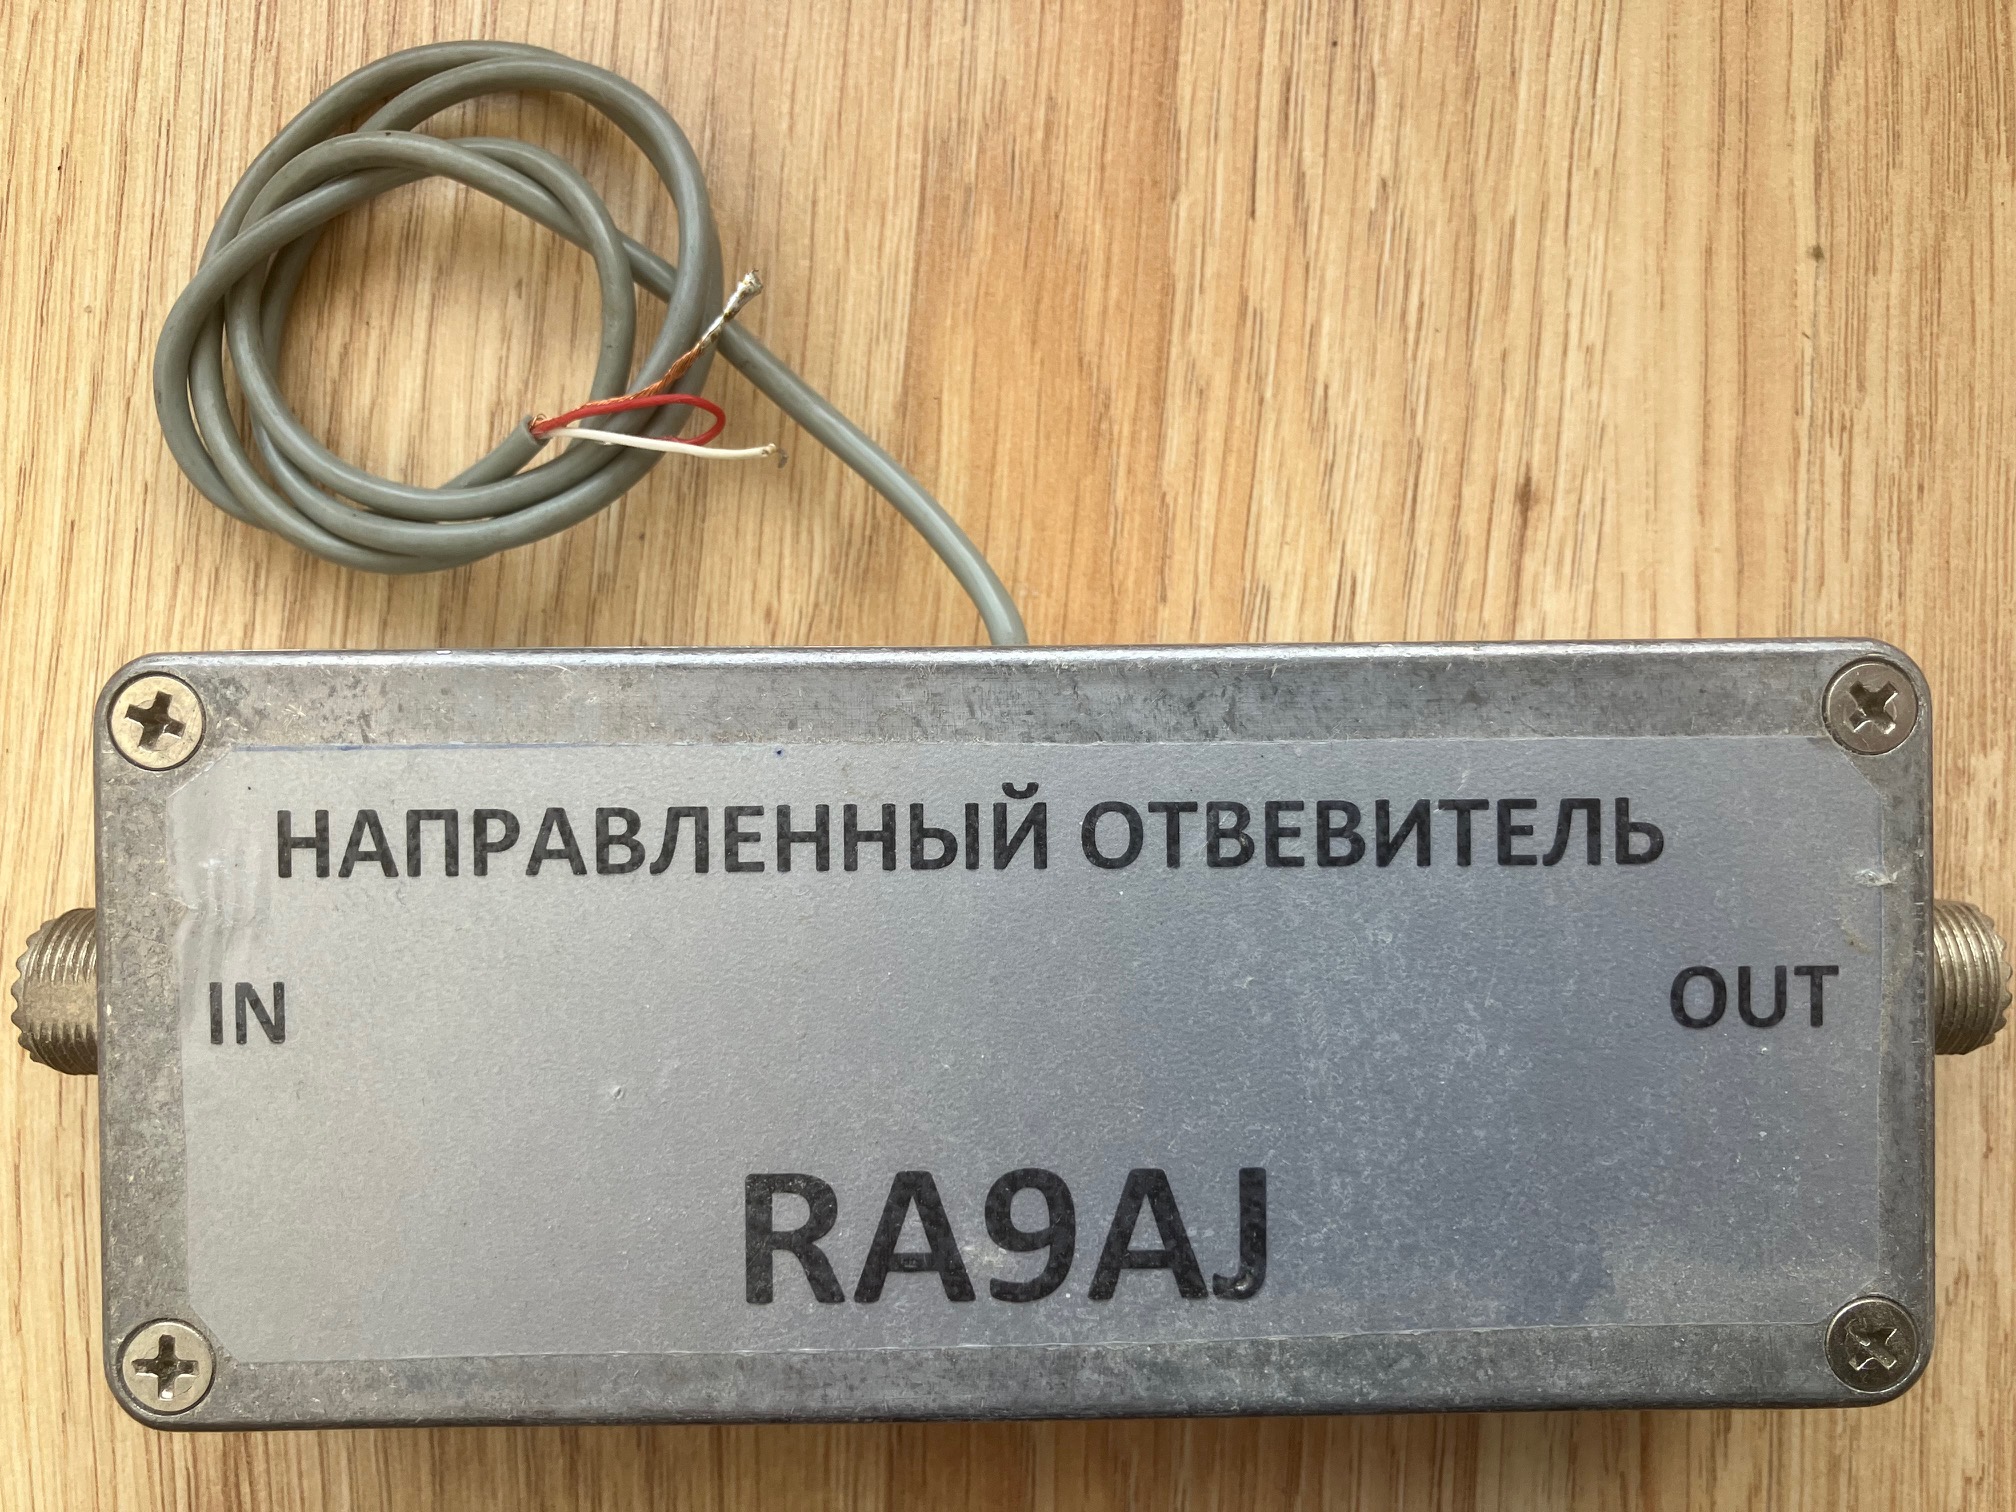 НАПРАВЛЕННЫЙ ОТВЕВИТЕЛЬ
IN OUT
RA9AJ